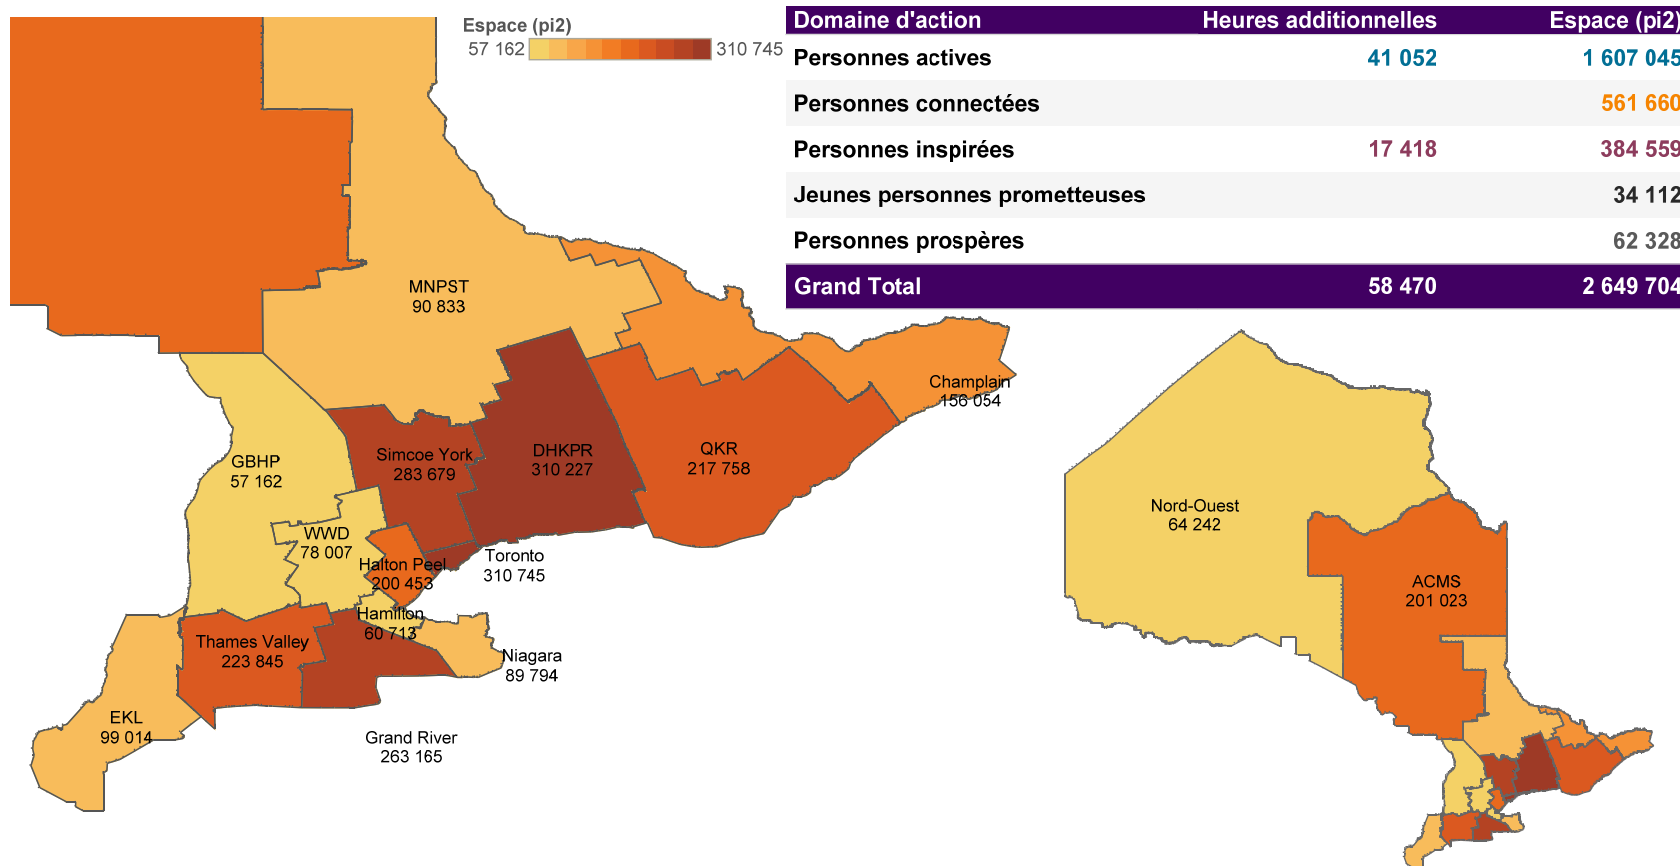 Espace (pi2)
57 162 310 745
Domaine d'action Heures additionnelles Espace (pi2)
Personnes actives 41 052 1 607 045
Personnes connectées 561 660
Personnes inspirées 17 418 384 559
Jeunes personnes prometteuses 34 112
Personnes prospères 62 328
Grand Total 58 470 2 649 704
MNPST
90 833
Champlain
156 054
GBHP
57 162
Simcoe York
283 679
DHKPR
310 227
QKR
217 758
WWD
78 007
Halton Peel
200 453
Toronto
310 745
Hamilton
60 713
Thames Valley
223 845
Niagara
89 794
EKL
99 014
Grand River
263 165
Nord-Ouest
64 242
ACMS
201 023